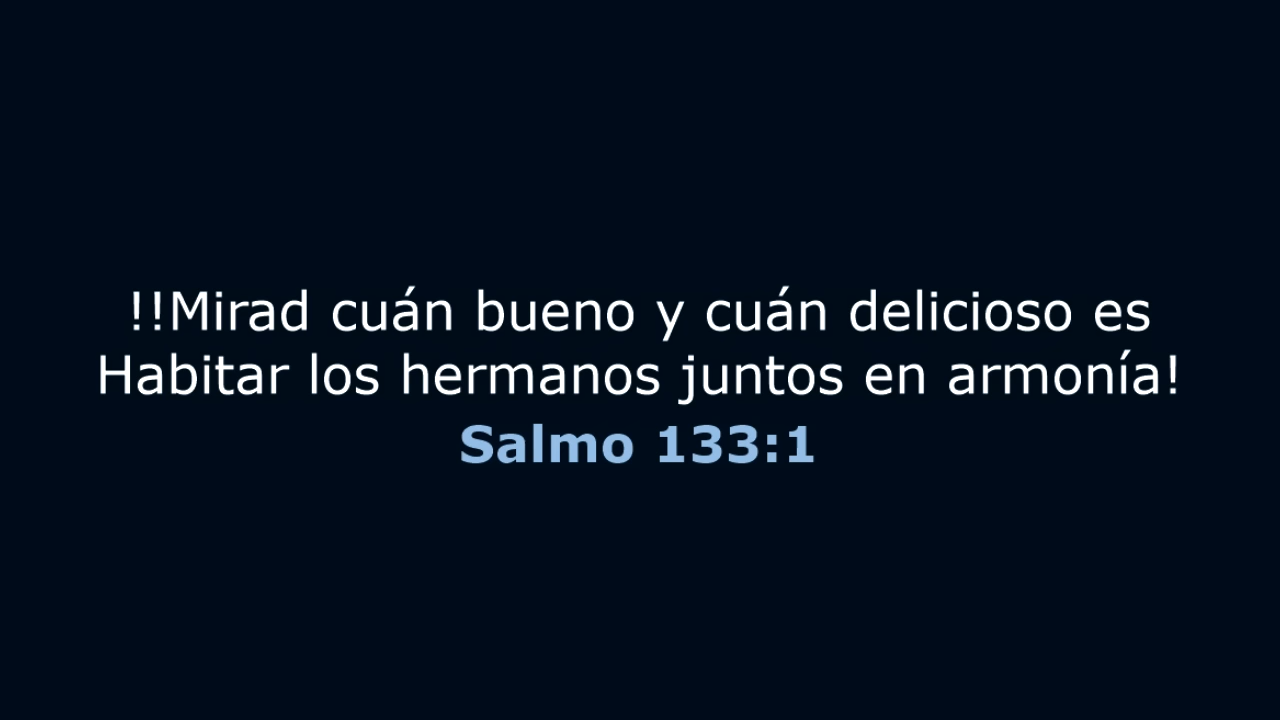 !!Mirad cuán bueno y cuán delicioso es
Habitar los hermanos juntos en armonía!
Salmo 133:1